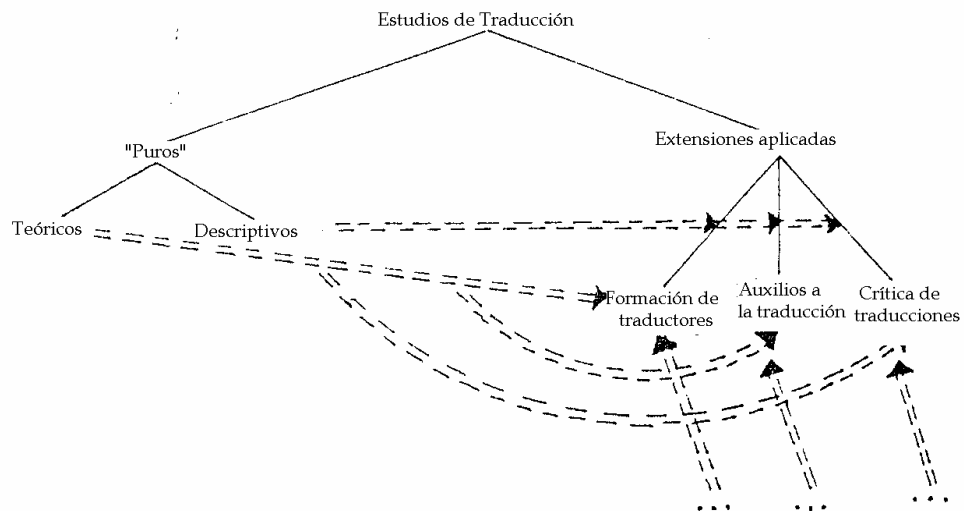 Estudios de Traducción
"Puros"
Extensiones aplicadas
Teóricos
Descriptivos
Formación de
traductores
Auxilios a
la traducción
Crítica de
traducciones
...
...
...